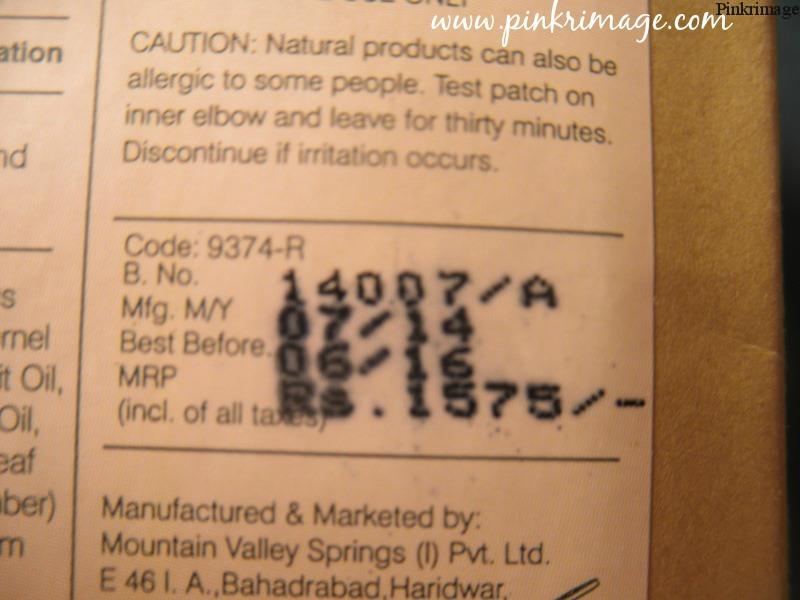 Pinkrimage
www.pinkrimage.com
ation
CAUTION: Natural products can also be
allergic to some people. Test patch on
inner elbow and leave for thirty minutes.
Discontinue if irritation occurs.
nd
Code: 9374-R
B. No. 14007/A
Mfg. M/Y 07/14
Best Before. 06/16
MRP Rs.1575/-
(incl. of all taxes)
s
ernel
it Oil,
Oil,
eaf
ber)
m
Manufactured & Marketed by:
Mountain Valley Springs (I) Pvt. Ltd.
E 46 I. A.,Bahadrabad,Haridwar,